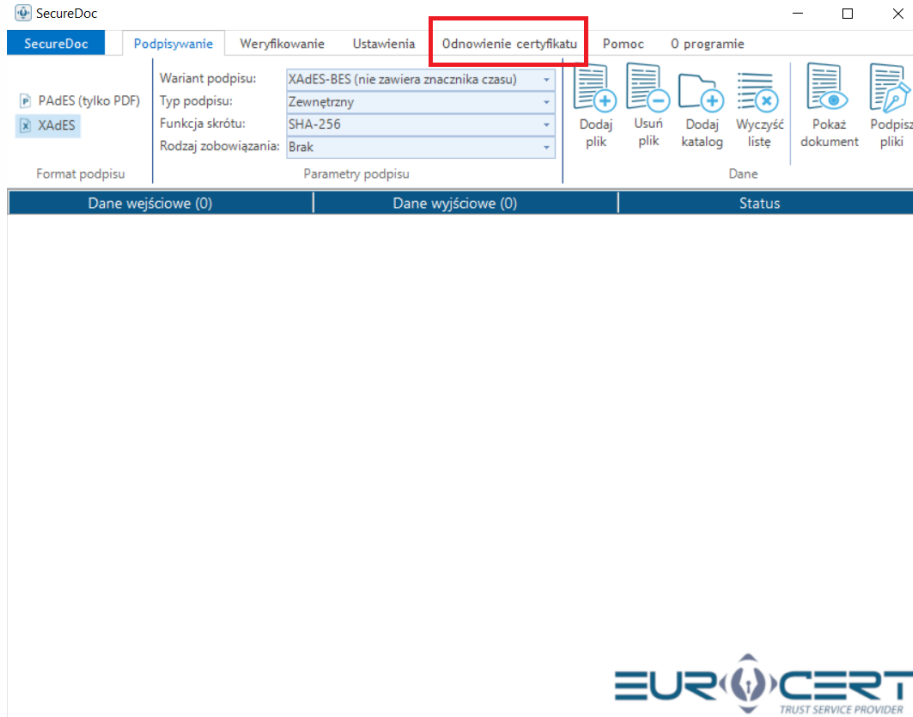 SecureDoc
SecureDoc Podpisywanie Weryfikowanie Ustawienia Odnowienie certyfikatu Pomoc O programie
PAdES (tylko PDF)
XAdES
Format podpisu
Wariant podpisu: XAdES-BES (nie zawiera znacznika czasu)
Typ podpisu: Zewnętrzny
Funkcja skrótu: SHA-256
Rodzaj zobowiązania: Brak
Parametry podpisu
Dodaj plik
Usuń plik
Dodaj katalog
Wyczyść listę
Pokaż dokument
Podpisz pliki
Dane
Dane wejściowe (0) Dane wyjściowe (0) Status
EUROCERT
TRUST SERVICE PROVIDER